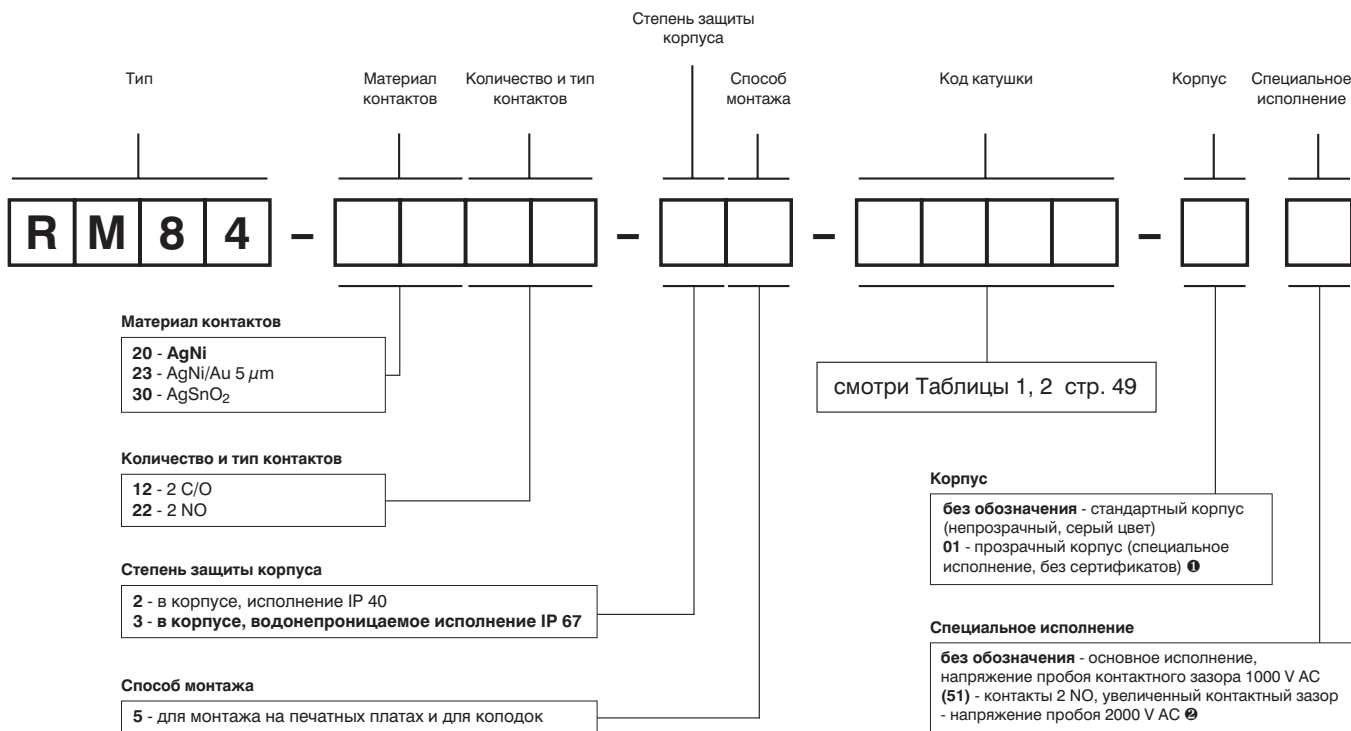 Степень защиты
корпуса
Тип
Материал
контактов
Количество и тип
контактов
Способ
монтажа
Код катушки
Корпус
Специальное
исполнение
R M 8 4 – – – –
Материал контактов
20 - AgNi
23 - AgNi/Au 5 µm
30 - AgSnO₂
смотри Таблицы 1, 2 стр. 49
Количество и тип контактов
12 - 2 C/O
22 - 2 NO
Корпус
без обозначения - стандартный корпус
(непрозрачный, серый цвет)
01 - прозрачный корпус (специальное
исполнение, без сертификатов) ❶
Степень защиты корпуса
2 - в корпусе, исполнение IP 40
3 - в корпусе, водонепроницаемое исполнение IP 67
Специальное исполнение
без обозначения - основное исполнение,
напряжение пробоя контактного зазора 1000 V AC
(51) - контакты 2 NO, увеличенный контактный зазор
- напряжение пробоя 2000 V AC ❷
Способ монтажа
5 - для монтажа на печатных платах и для колодок